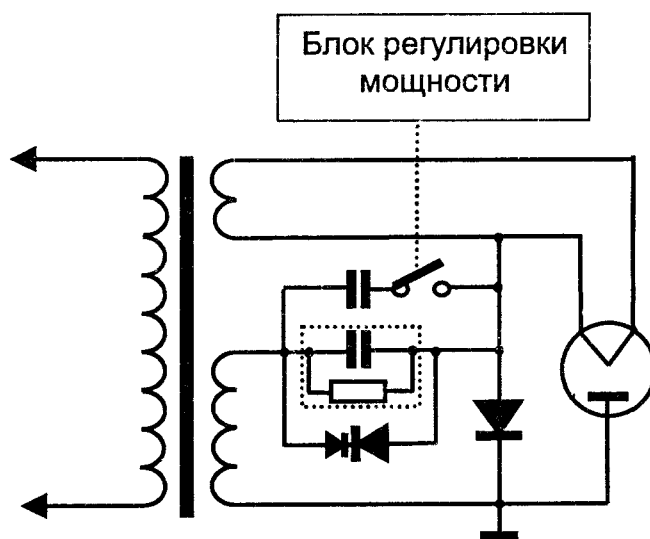 Блок регулировки
мощности